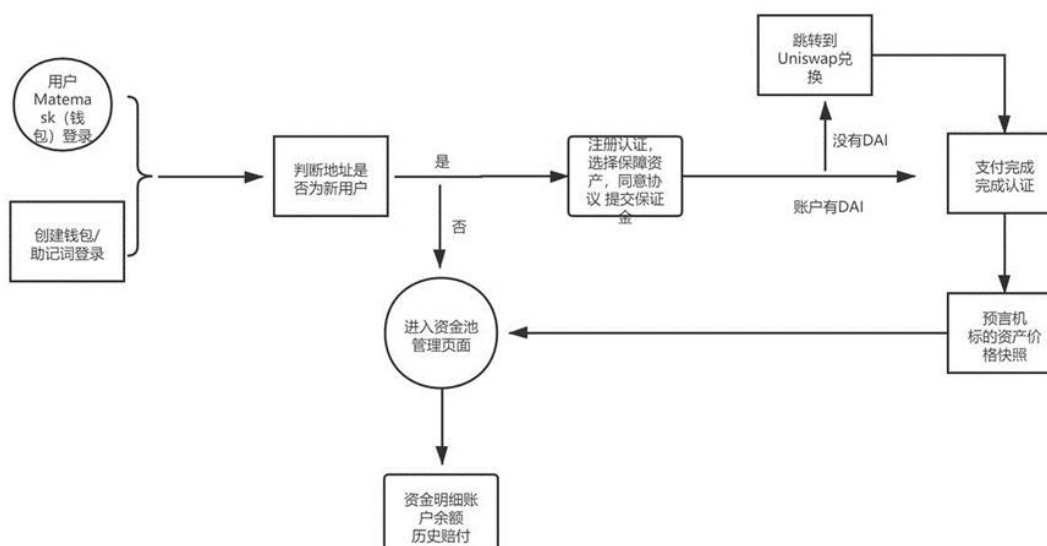 跳转到
Uniswap兑
换
用户
Matema
sk（钱
包）登录
没有DAI
判断地址是
否为新用户
是
注册认证，
选择保障资
产，同意协
议 提交保证
金
支付完成
完成认证
账户有DAI
创建钱包/
助记词登录
否
进入资金池
管理页面
预言机
标的资产价
格快照
资金明细账
户余额
历史赔付